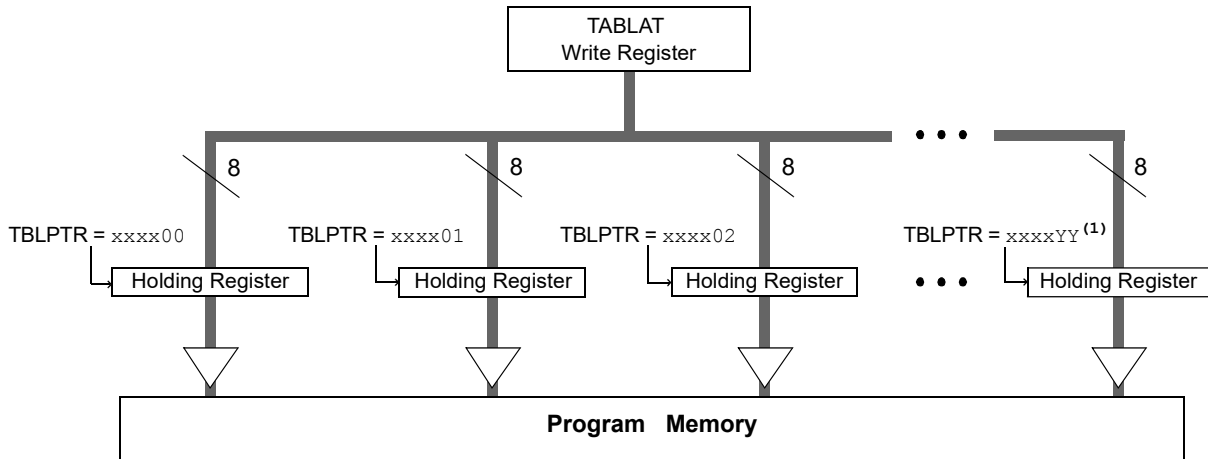 TABLAT
Write Register
8 8 8 8
TBLPTR = xxxx00 TBLPTR = xxxx01 TBLPTR = xxxx02 TBLPTR = xxxxYY(1)
Holding Register Holding Register Holding Register Holding Register
Program Memory